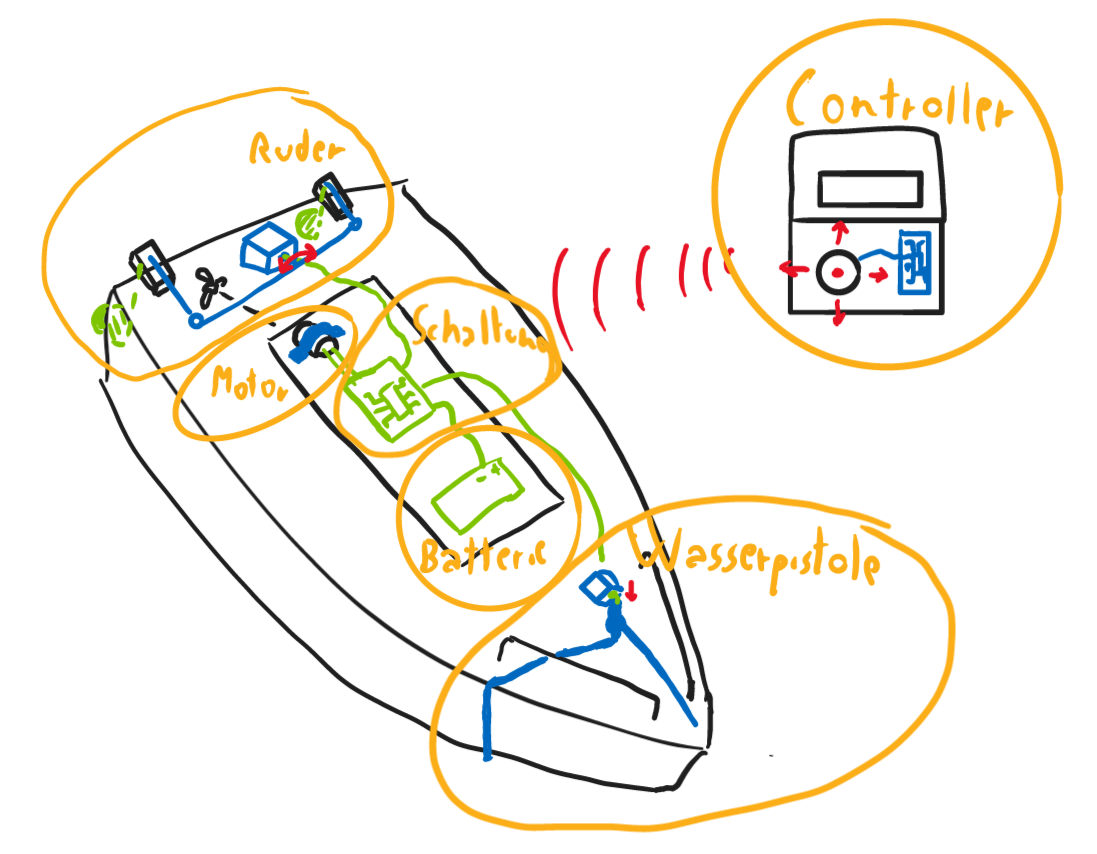 Controller
Ruder
Schaltung
Motor
Batterie
Wasserpistole